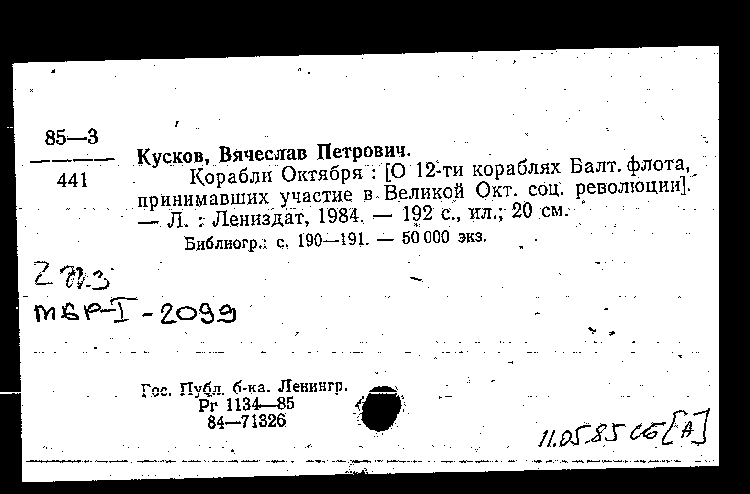 85—3
441
Кусков, Вячеслав Петрович.
Корабли Октября : [О 12-ти кораблях Балт. флота,
принимавших участие в Великой Окт. соц. революции].
— Л. : Лениздат, 1984. — 192 с., ил.; 20 см.
Библиогр.: с. 190—191. — 50 000 экз.
2
МБР-I-2099
Гос. Публ. б-ка. Ленингр.
Рг 1134—85
84—71326
11.05.85 сб [А]